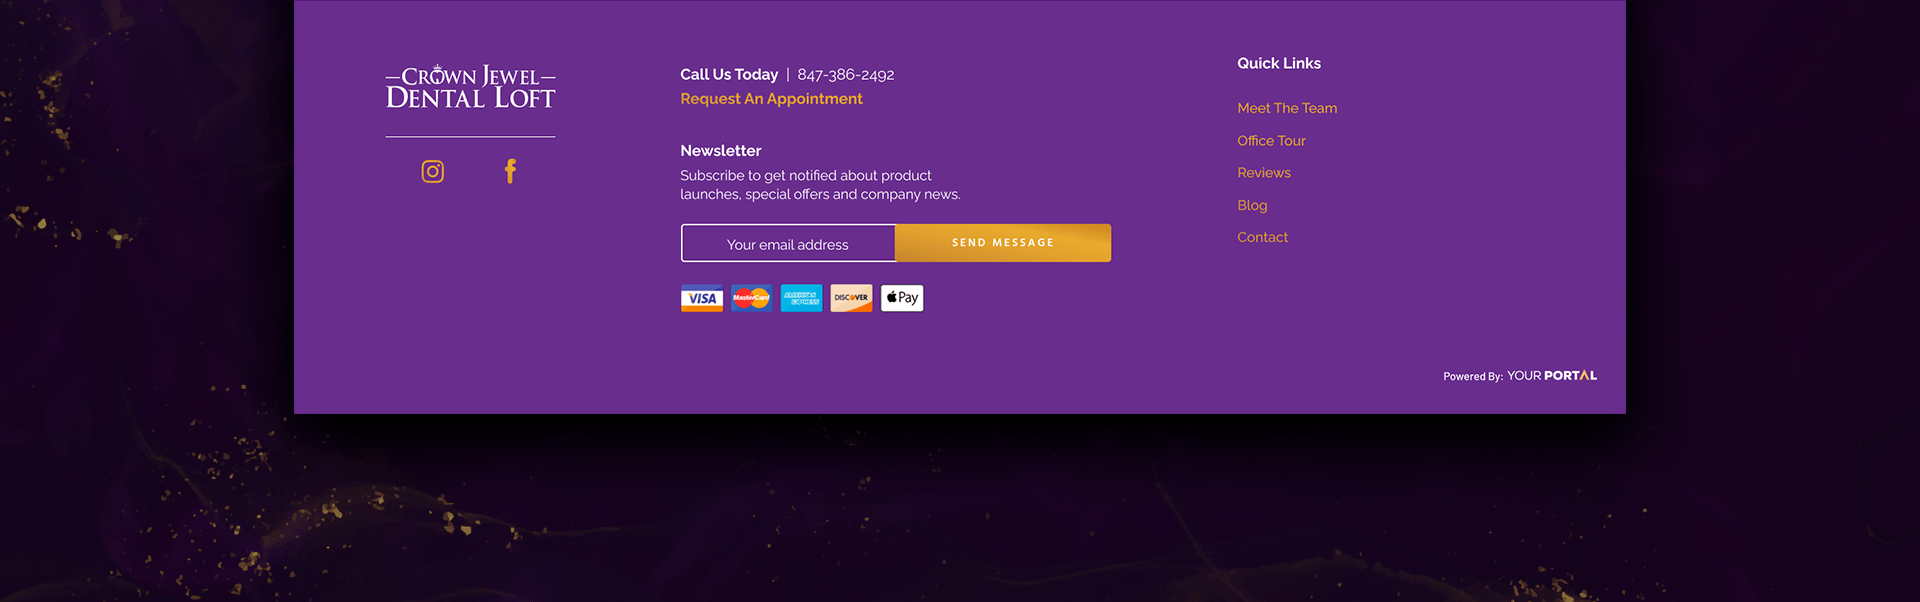 CROWN JEWEL
DENTAL LOFT
Call Us Today | 847-386-2492
Request An Appointment
Newsletter
Subscribe to get notified about product
launches, special offers and company news.
Your email address
SEND MESSAGE
VISA
MasterCard
AMERICAN
EXPRESS
DISCOVER
Pay
Quick Links
Meet The Team
Office Tour
Reviews
Blog
Contact
Powered By: YOUR PORTAL